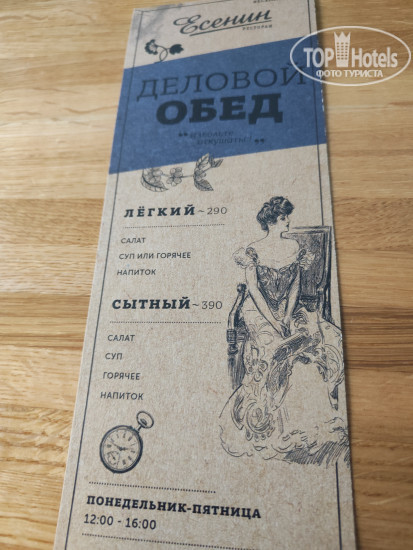 Есенин
РЕСТОРАН
TOP Hotels
ФОТО ТУРИСТА
ДЕЛОВОЙ
ОБЕД
ЛЁГКИЙ ~ 290
САЛАТ
СУП ИЛИ ГОРЯЧЕЕ
НАПИТОК
СЫТНЫЙ ~ 390
САЛАТ
СУП
ГОРЯЧЕЕ
НАПИТОК
ПОНЕДЕЛЬНИК-ПЯТНИЦА
12:00 - 16:00